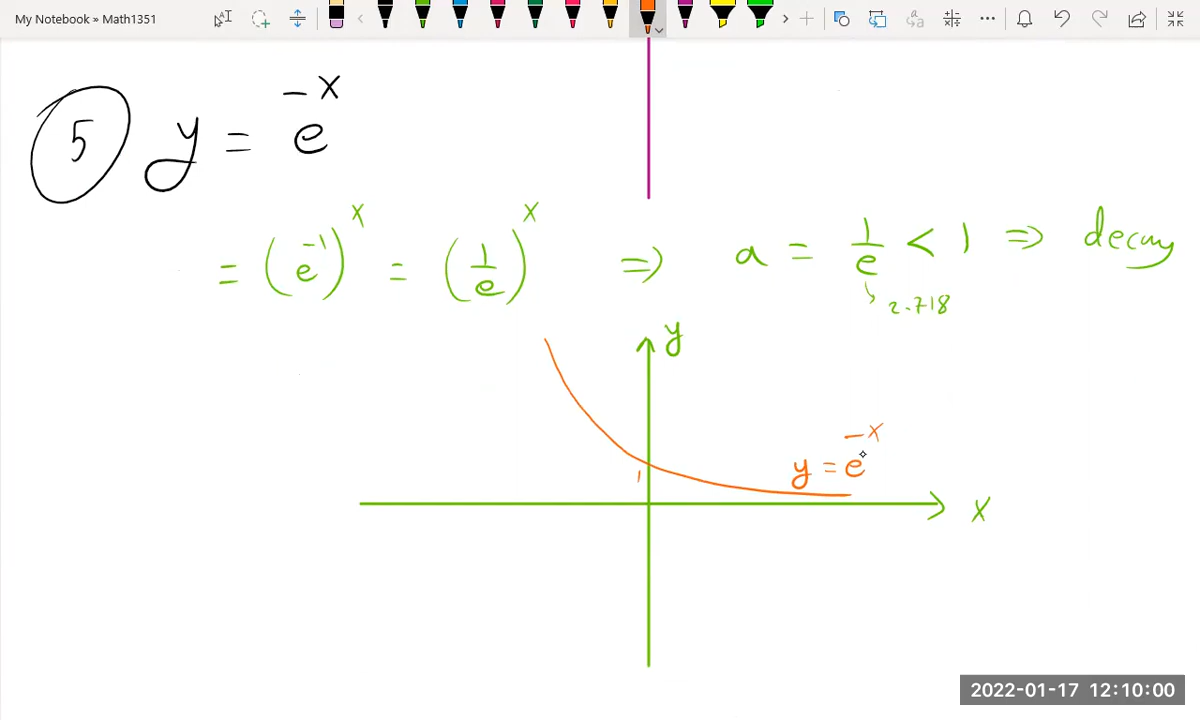 My Notebook » Math1351
5 y = e^{-x}
= (e^{-1})^x = (1/e)^x ⇒ a = 1/e < 1 ⇒ decay
2.718
y
y = e^{-x}
1
x
2022-01-17 12:10:00